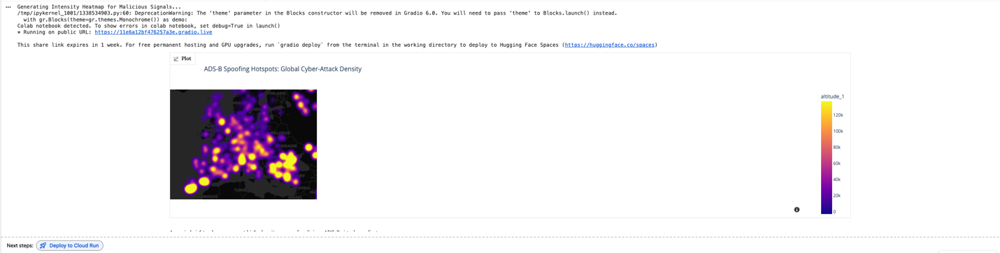 Generating Intensity Heatmap for Malicious Signals...
/tmp/ipykernel_1001/1338534903.py:60: DeprecationWarning: The 'theme' parameter in the Blocks constructor will be removed in Gradio 6.0. You will need to pass 'theme' to Blocks.launch() instead.
with gr.Blocks(theme=gr.themes.Monochrome()) as demo:
Colab notebook detected. To show errors in colab notebook, set debug=True in launch()
* Running on public URL: https://11e6a12bf476257a3e.gradio.live
This share link expires in 1 week. For free permanent hosting and GPU upgrades, run `gradio deploy` from the terminal in the working directory to deploy to Hugging Face Spaces (https://huggingface.co/spaces)
Plot
ADS-B Spoofing Hotspots: Global Cyber-Attack Density
altitude_1
120k
100k
80k
60k
40k
20k
0
FINLAND
BELARUS
UKRAINE
TUNIS
SYRIA
Next steps:
Deploy to Cloud Run